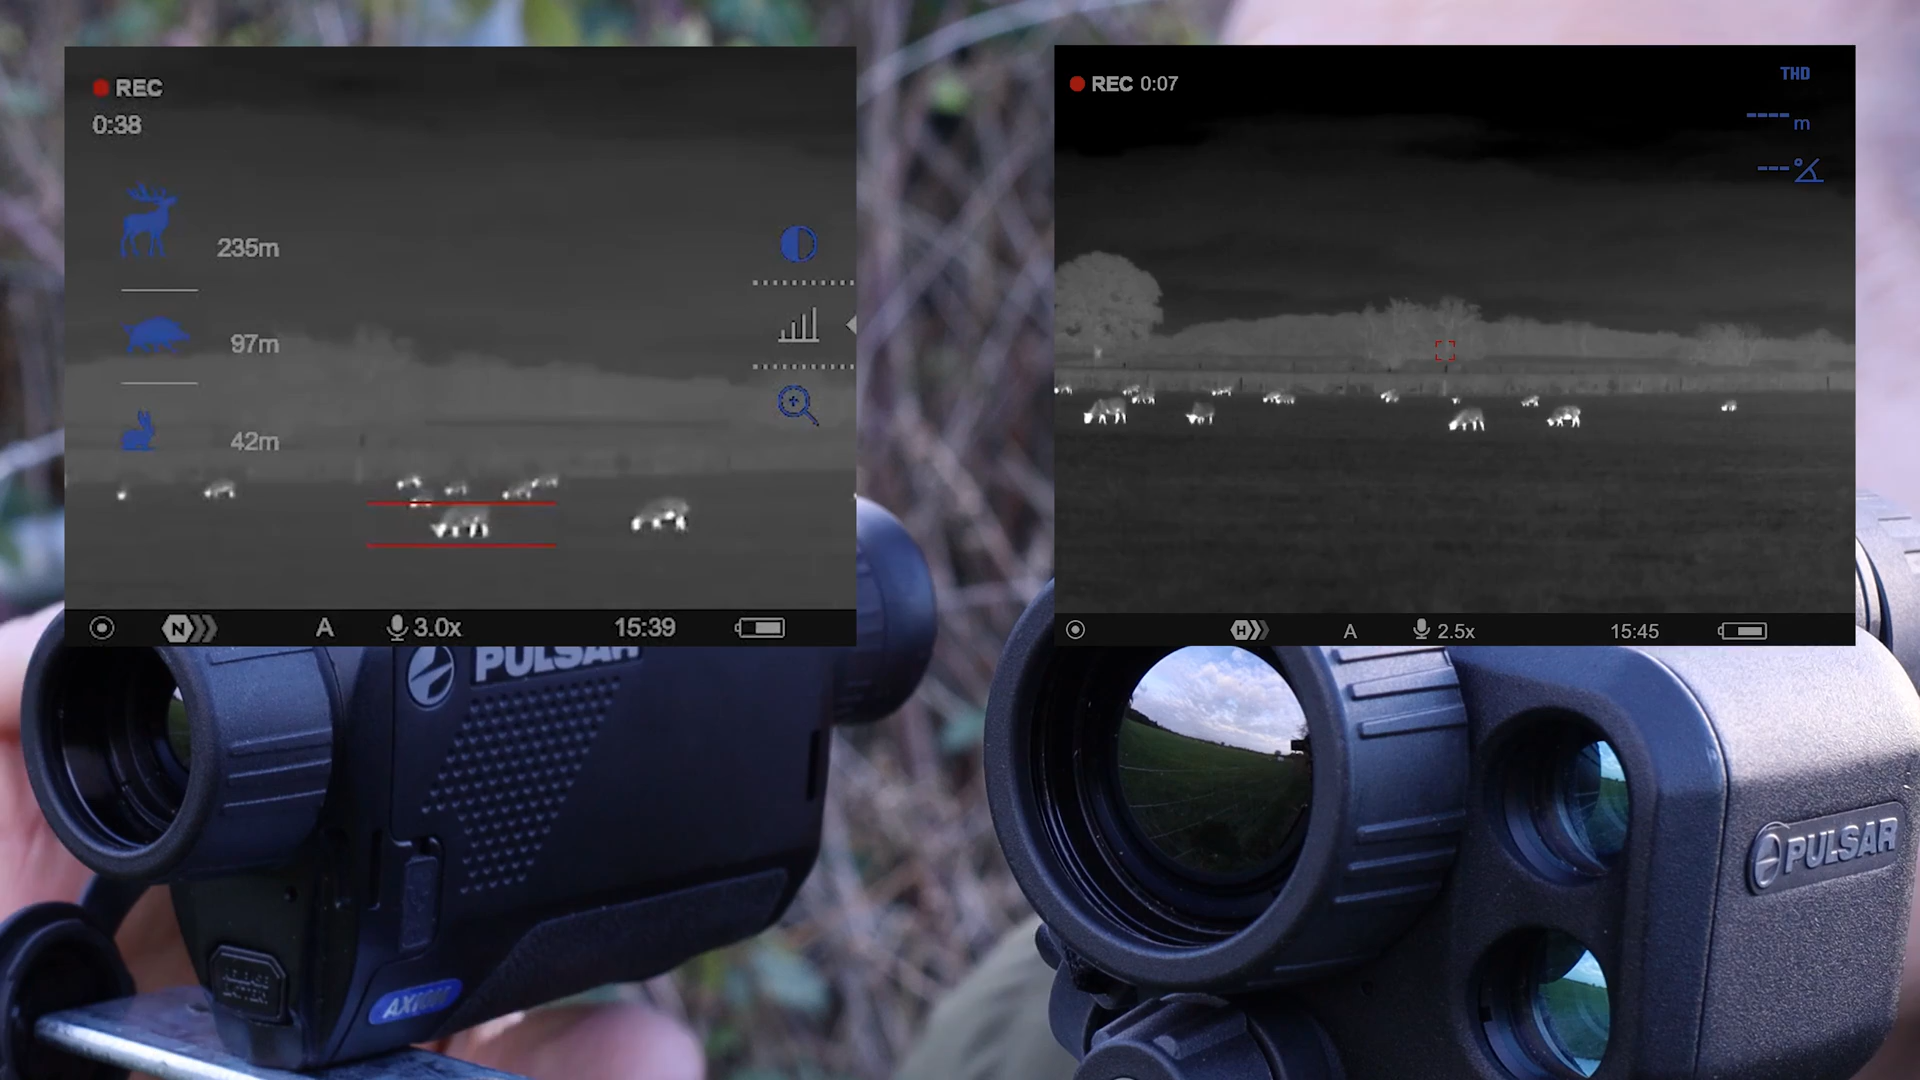 REC
0:38
235m
97m
42m
N
A
3.0x
15:39
REC 0:07
THD
---- m
---
H
A
2.5x
15:45
PULSAR
AXION
PULSAR